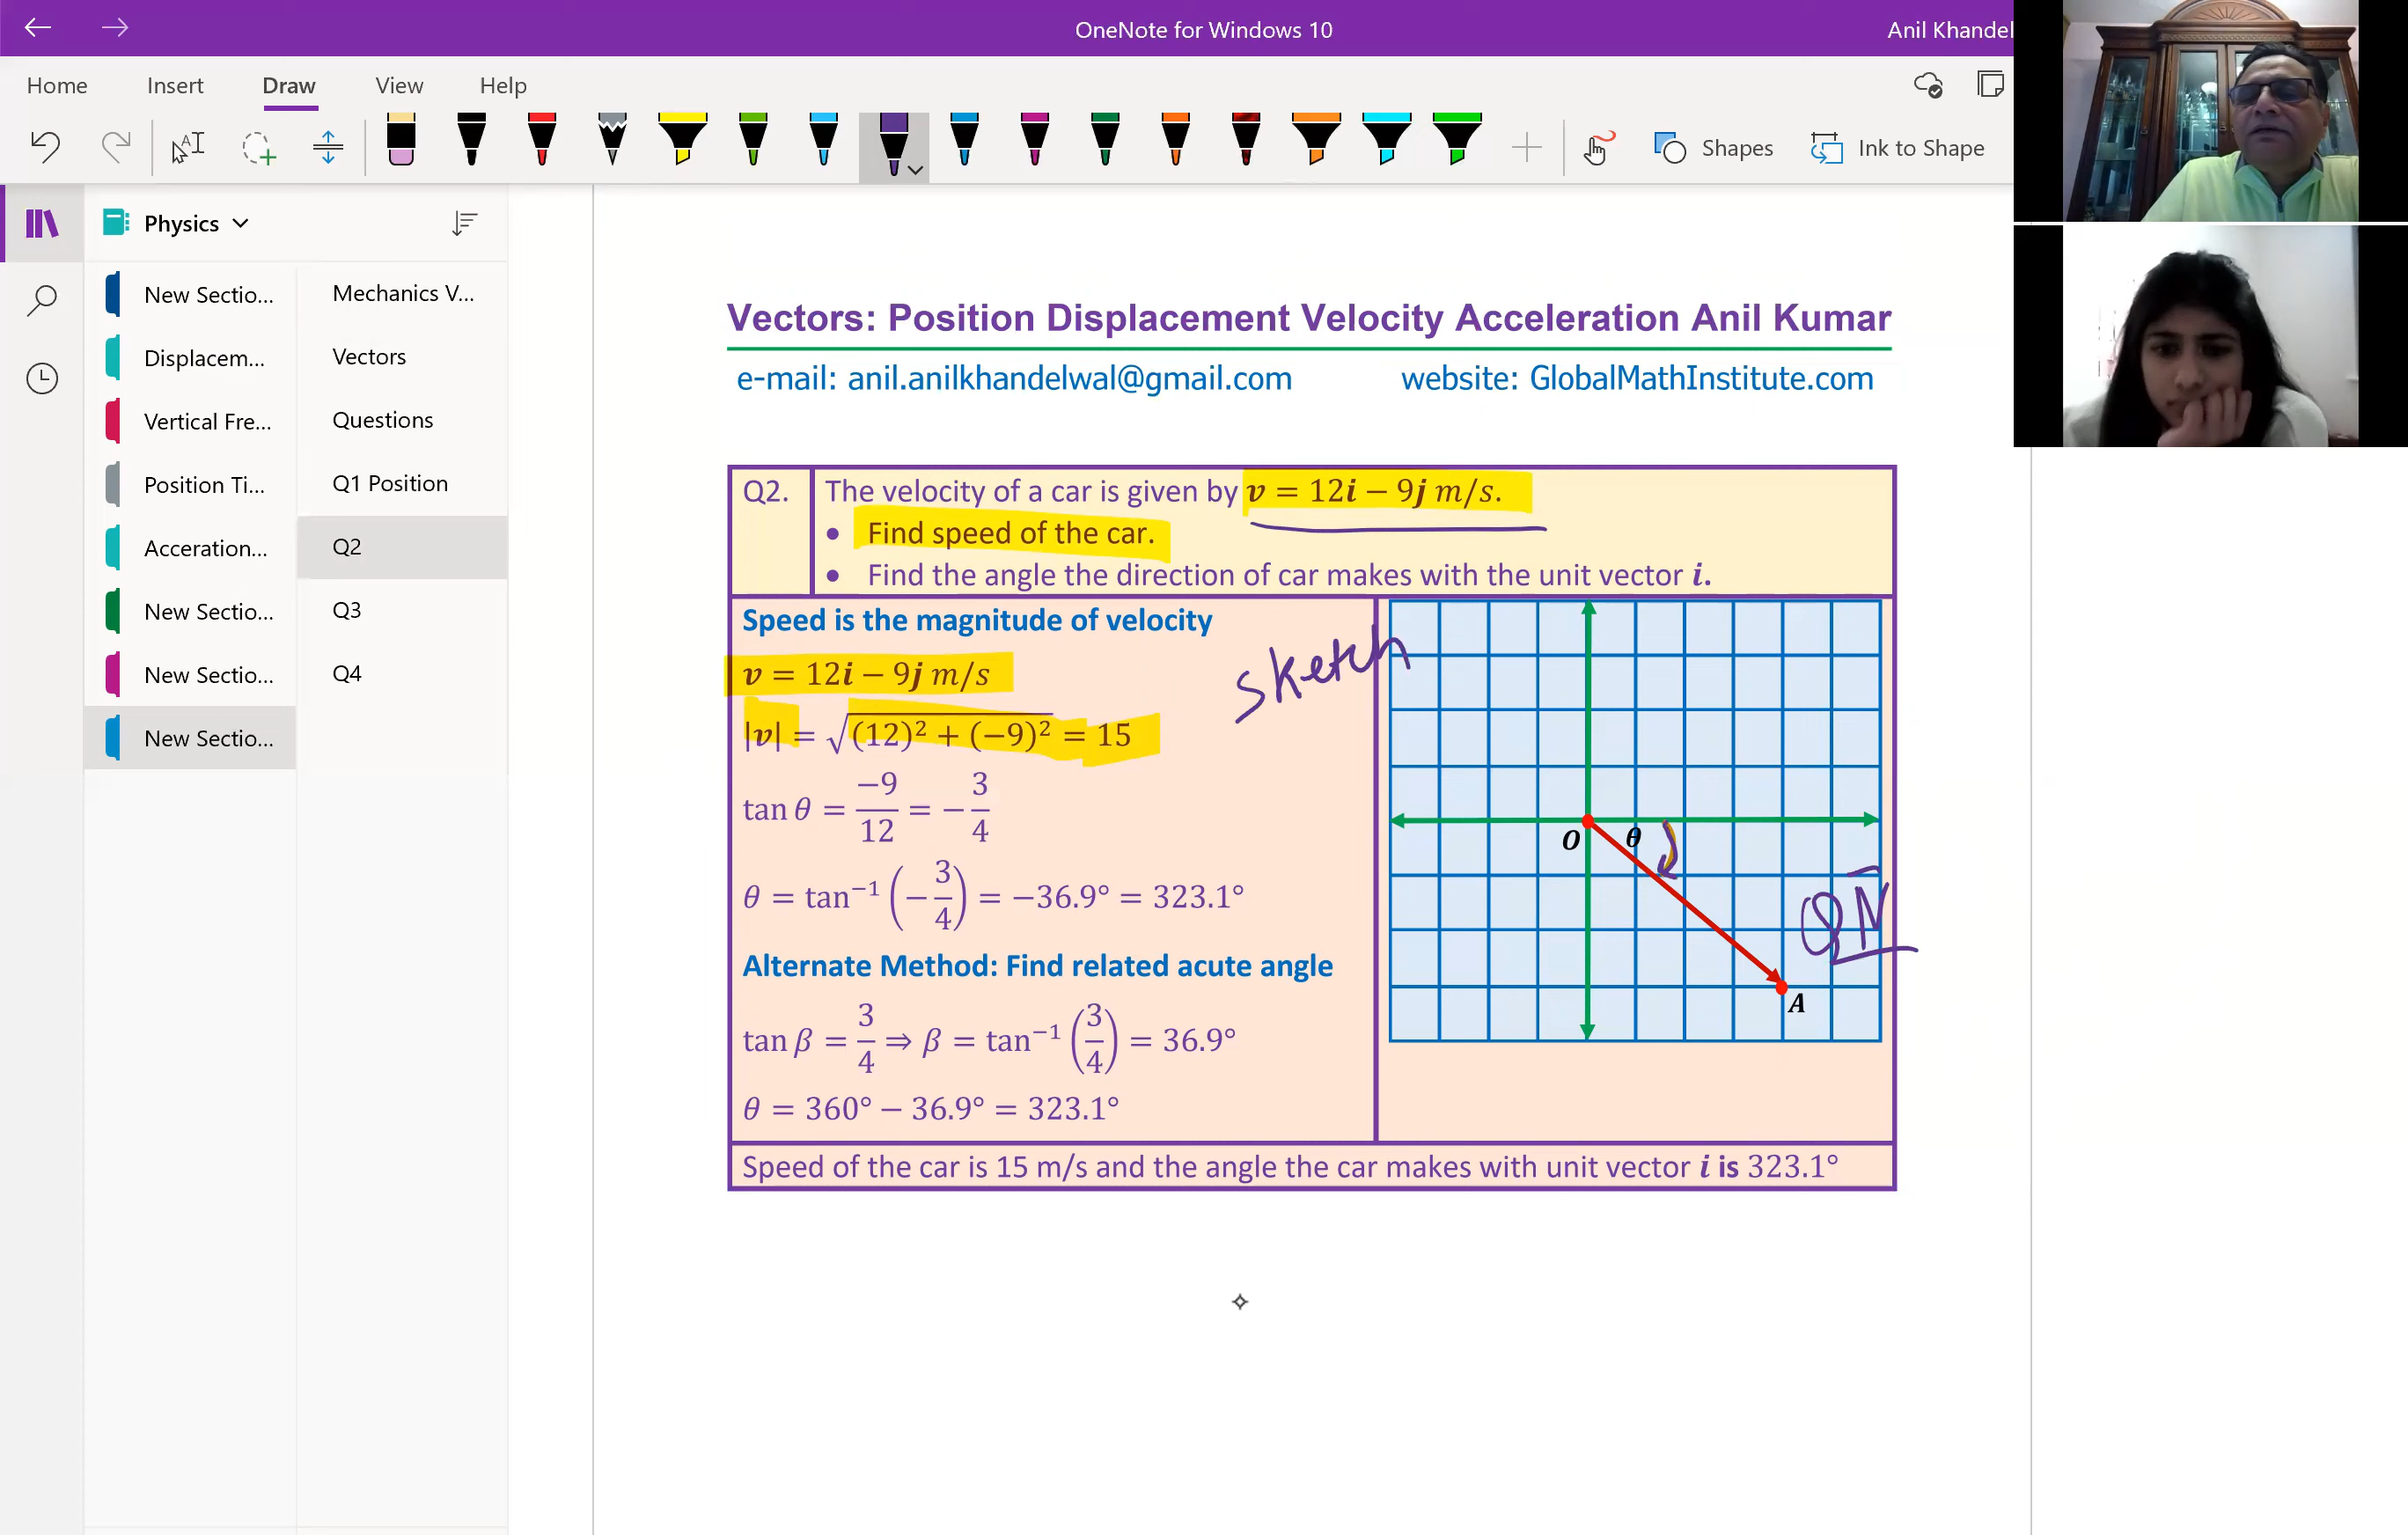 OneNote for Windows 10
Anil Khandel
Home Insert Draw View Help
Shapes Ink to Shape
Physics
New Sectio...
Displacem...
Vertical Fre...
Position Ti...
Acceration...
New Sectio...
New Sectio...
New Sectio...
Mechanics V...
Vectors
Questions
Q1 Position
Q2
Q3
Q4
Vectors: Position Displacement Velocity Acceleration Anil Kumar
e-mail: anil.anilkhandelwal@gmail.com website: GlobalMathInstitute.com
Q2. The velocity of a car is given by v = 12i − 9j m/s.
• Find speed of the car.
• Find the angle the direction of car makes with the unit vector i.
Speed is the magnitude of velocity
v = 12i − 9j m/s
|v| = √(12)² + (−9)² = 15
tan θ = −9/12 = −3/4
θ = tan⁻¹(−3/4) = −36.9° = 323.1°
Alternate Method: Find related acute angle
tan β = 3/4 ⇒ β = tan⁻¹(3/4) = 36.9°
θ = 360° − 36.9° = 323.1°
sketch
O θ
A
Speed of the car is 15 m/s and the angle the car makes with unit vector i is 323.1°